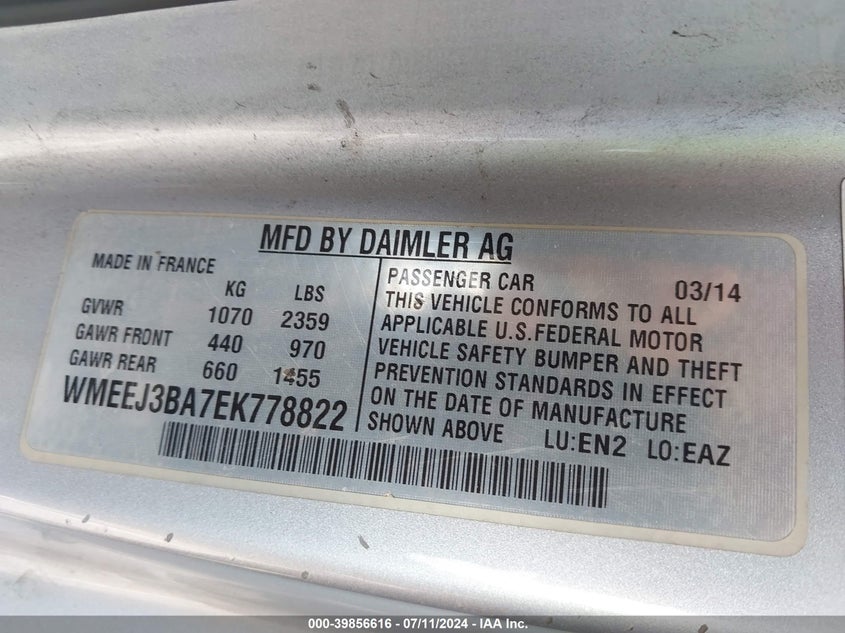 MFD BY DAIMLER AG
MADE IN FRANCE
KG LBS
GVWR 1070 2359
GAWR FRONT 440 970
GAWR REAR 660 1455
WMEEJ3BA7EK778822
PASSENGER CAR 03/14
THIS VEHICLE CONFORMS TO ALL
APPLICABLE U.S.FEDERAL MOTOR
VEHICLE SAFETY BUMPER AND THEFT
PREVENTION STANDARDS IN EFFECT
ON THE DATE OF MANUFACTURE
SHOWN ABOVE LU:EN2 LO:EAZ
000-39856616 - 07/11/2024 - IAA Inc.